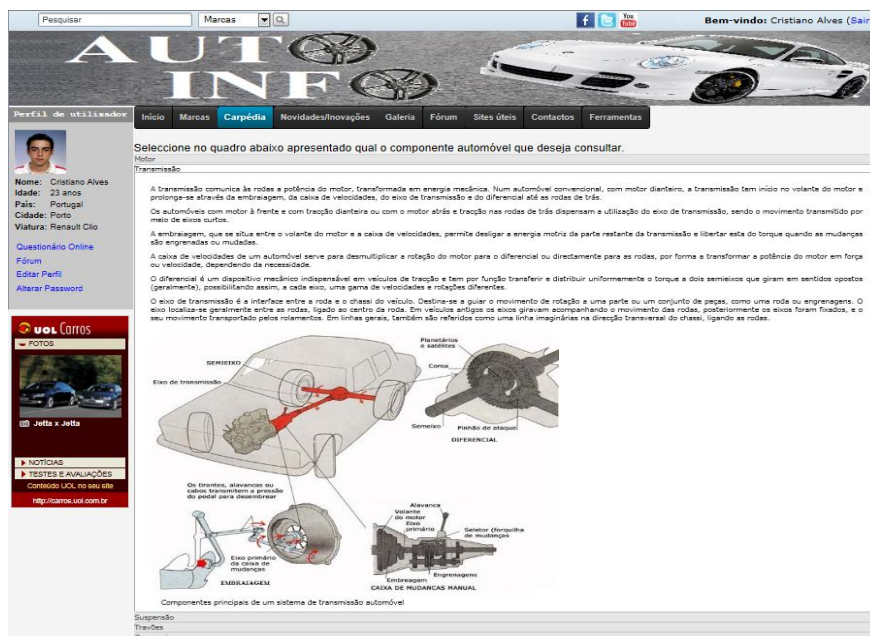 Pesquisar
Marcas
f
You
Tube
Bem-vindo: Cristiano Alves (Sair
AUTO
INFO
Perfil de utilizador
Início Marcas Carpédia Novidades/Inovações Galeria Fórum Sites úteis Contactos Ferramentas
Nome: Cristiano Alves
Idade: 23 anos
País: Portugal
Cidade: Porto
Viatura: Renault Clio
Questionário Online
Fórum
Editar Perfil
Alterar Password
UOL Carros
FOTOS
Jetta x Jetta
NOTÍCIAS
TESTES E AVALIAÇÕES
Conteúdo UOL no seu site
http://carros.uol.com.br
Seleccione no quadro abaixo apresentado qual o componente automóvel que deseja consultar.
Motor
Transmissão
A transmissão comunica às rodas a potência do motor, transformada em energia mecânica. Num automóvel convencional, com motor dianteiro, a transmissão tem início no volante do motor e
prolonga-se através da embraiagem, da caixa de velocidades, do eixo de transmissão e do diferencial até as rodas de trás.
Os automóveis com motor à frente e com tracção dianteira ou com o motor atrás e tracção nas rodas de trás dispensam a utilização do eixo de transmissão, sendo o movimento transmitido por
meio de eixos curtos.
A embraiagem, que se situa entre o volante do motor e a caixa de velocidades, permite desligar a energia motriz da parte restante da transmissão e libertar esta do torque quando as mudanças
são engrenadas ou mudadas.
A caixa de velocidades de um automóvel serve para desmultiplicar a rotação do motor para o diferencial ou directamente para as rodas, por forma a transformar a potência do motor em força
ou velocidade, dependendo da necessidade.
O diferencial é um dispositivo mecânico indispensável em veículos de tracção e tem por função transferir e distribuir uniformemente o torque a dois semieixos que giram em sentidos opostos
(geralmente), possibilitando assim, a cada eixo, uma gama de velocidades e rotações diferentes.
O eixo de transmissão é a interface entre a roda e o chassi do veículo. Destina-se a guiar o movimento de rotação a uma parte ou um conjunto de peças, como uma roda ou engrenagens. O
eixo localiza-se geralmente entre as rodas, ligado ao centro da roda. Em veículos antigos os eixos giravam acompanhando o movimento das rodas, posteriormente os eixos foram fixados, e o
seu movimento transportado pelos rolamentos. Em linhas gerais, também são referidos como uma linha imaginárias na direcção transversal do chassi, ligando as rodas.
SEMIEIXO
Eixo de transmissão
Planetários
e satélites
Coroa
Semeixo
Pinhão de ataque
DIFERENCIAL
Os tirantes, alavancas ou
cabos transmitem a pressão
do pedal para desembrear
Eixo primário
da caixa de
mudanças
EMBRAIAGEM
Alavanca
Volante
do motor
Eixo
primário
Seletor (forquilha
de mudanças
Embreagem
Engrenagens
CAIXA DE MUDANCAS MANUAL
Componentes principais de um sistema de transmissão automóvel
Suspensão
Travões